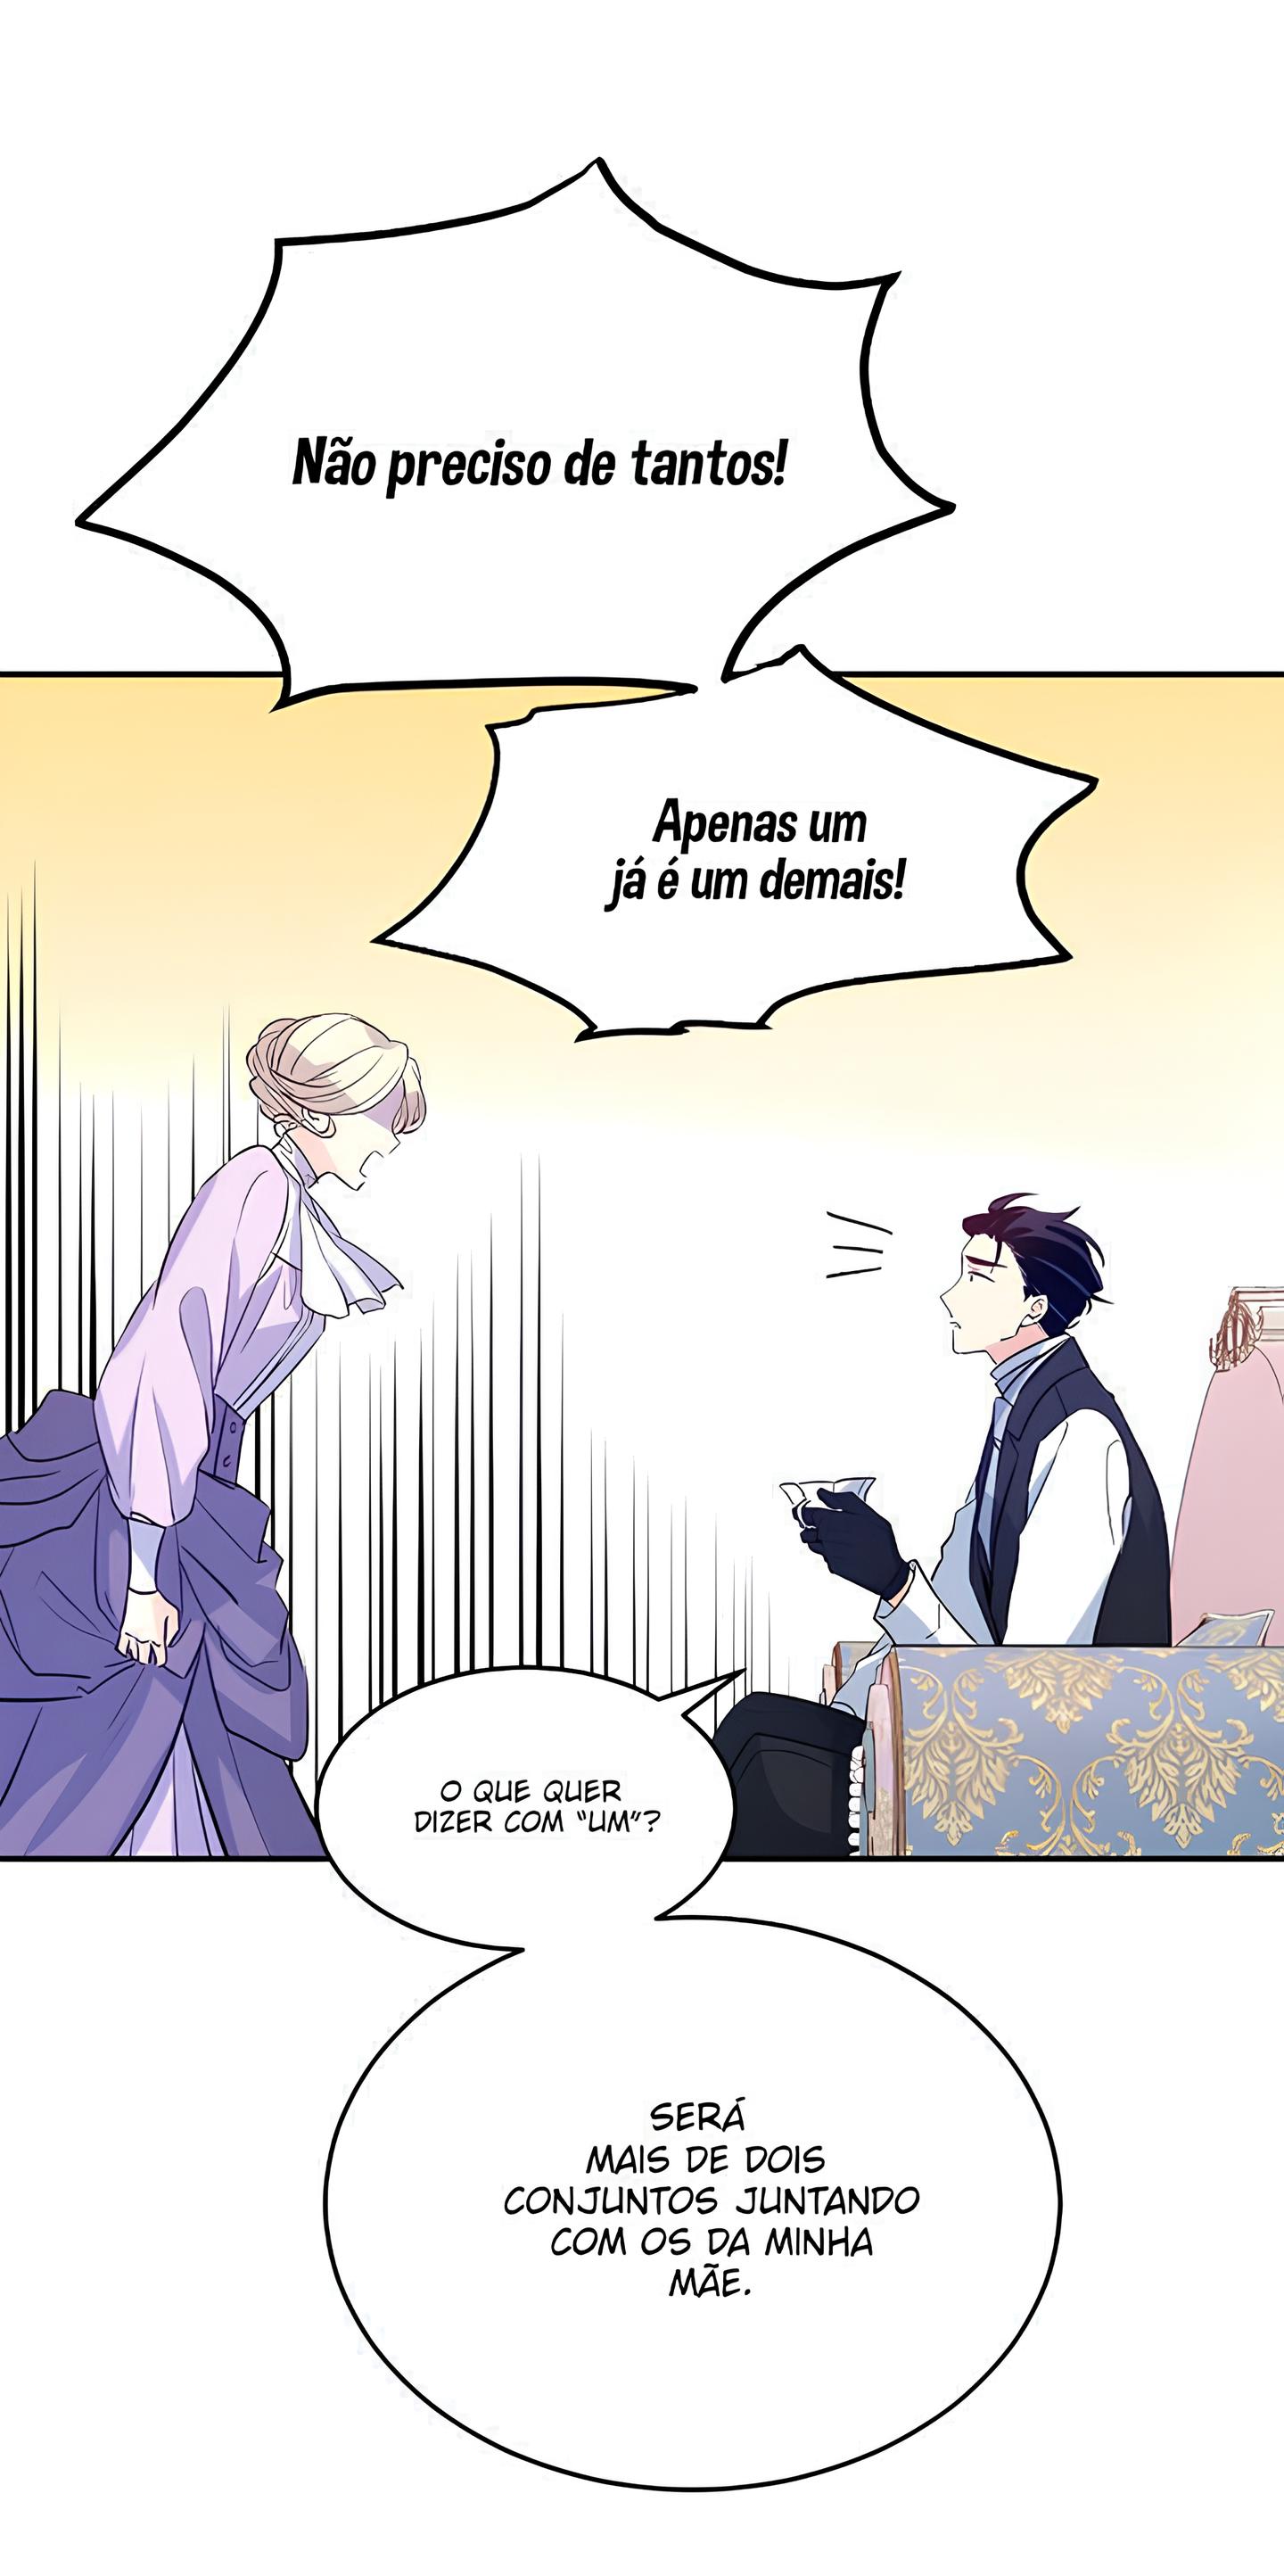 Não preciso de tantos!
Apenas um
já é um demais!
O QUE QUER
DIZER COM “UM”?
SERÁ
MAIS DE DOIS
CONJUNTOS JUNTANDO
COM OS DA MINHA
MÃE.